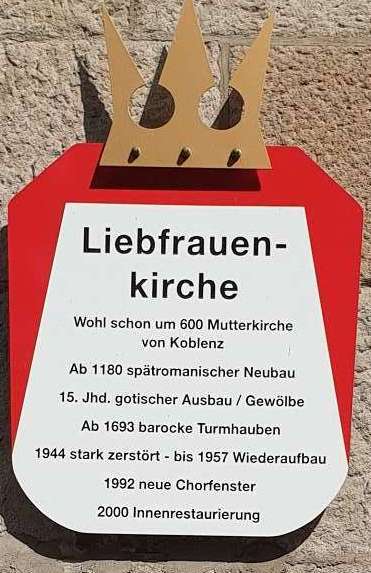 Liebfrauen-
kirche
Wohl schon um 600 Mutterkirche
von Koblenz
Ab 1180 spätromanischer Neubau
15. Jhd. gotischer Ausbau / Gewölbe
Ab 1693 barocke Turmhauben
1944 stark zerstört - bis 1957 Wiederaufbau
1992 neue Chorfenster
2000 Innenrestaurierung